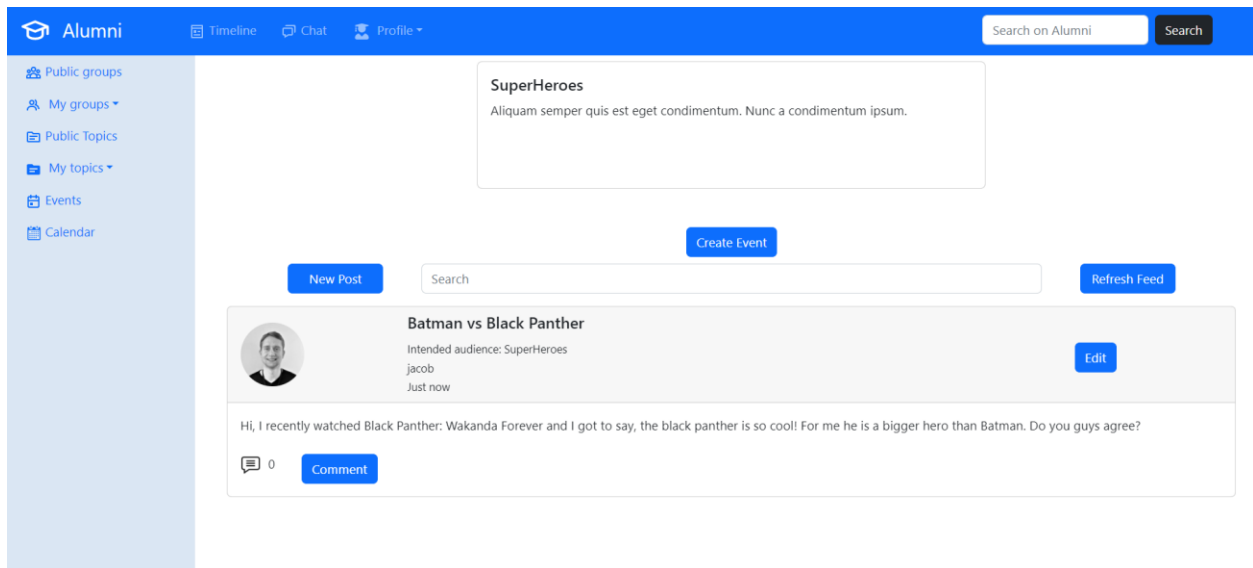 Alumni
Timeline
Chat
Profile
Search on Alumni
Search
Public groups
My groups
Public Topics
My topics
Events
Calendar
SuperHeroes
Aliquam semper quis est eget condimentum. Nunc a condimentum ipsum.
Create Event
New Post
Search
Refresh Feed
Batman vs Black Panther
Intended audience: SuperHeroes
jacob
Just now
Edit
Hi, I recently watched Black Panther: Wakanda Forever and I got to say, the black panther is so cool! For me he is a bigger hero than Batman. Do you guys agree?
0
Comment